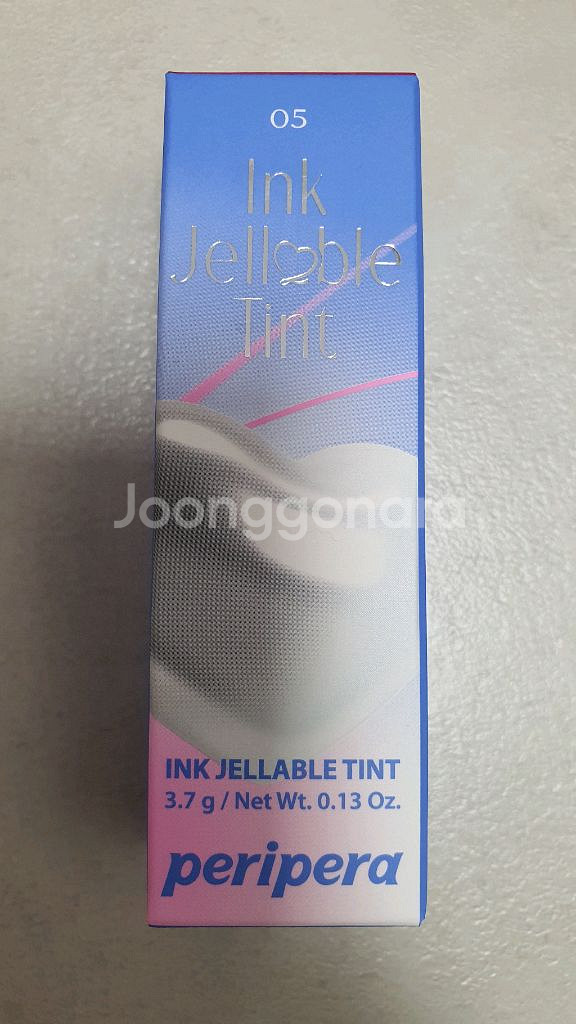 05
Ink
Jellable
Tint
Joonggonara
INK JELLABLE TINT
3.7 g / Net Wt. 0.13 Oz.
peripera